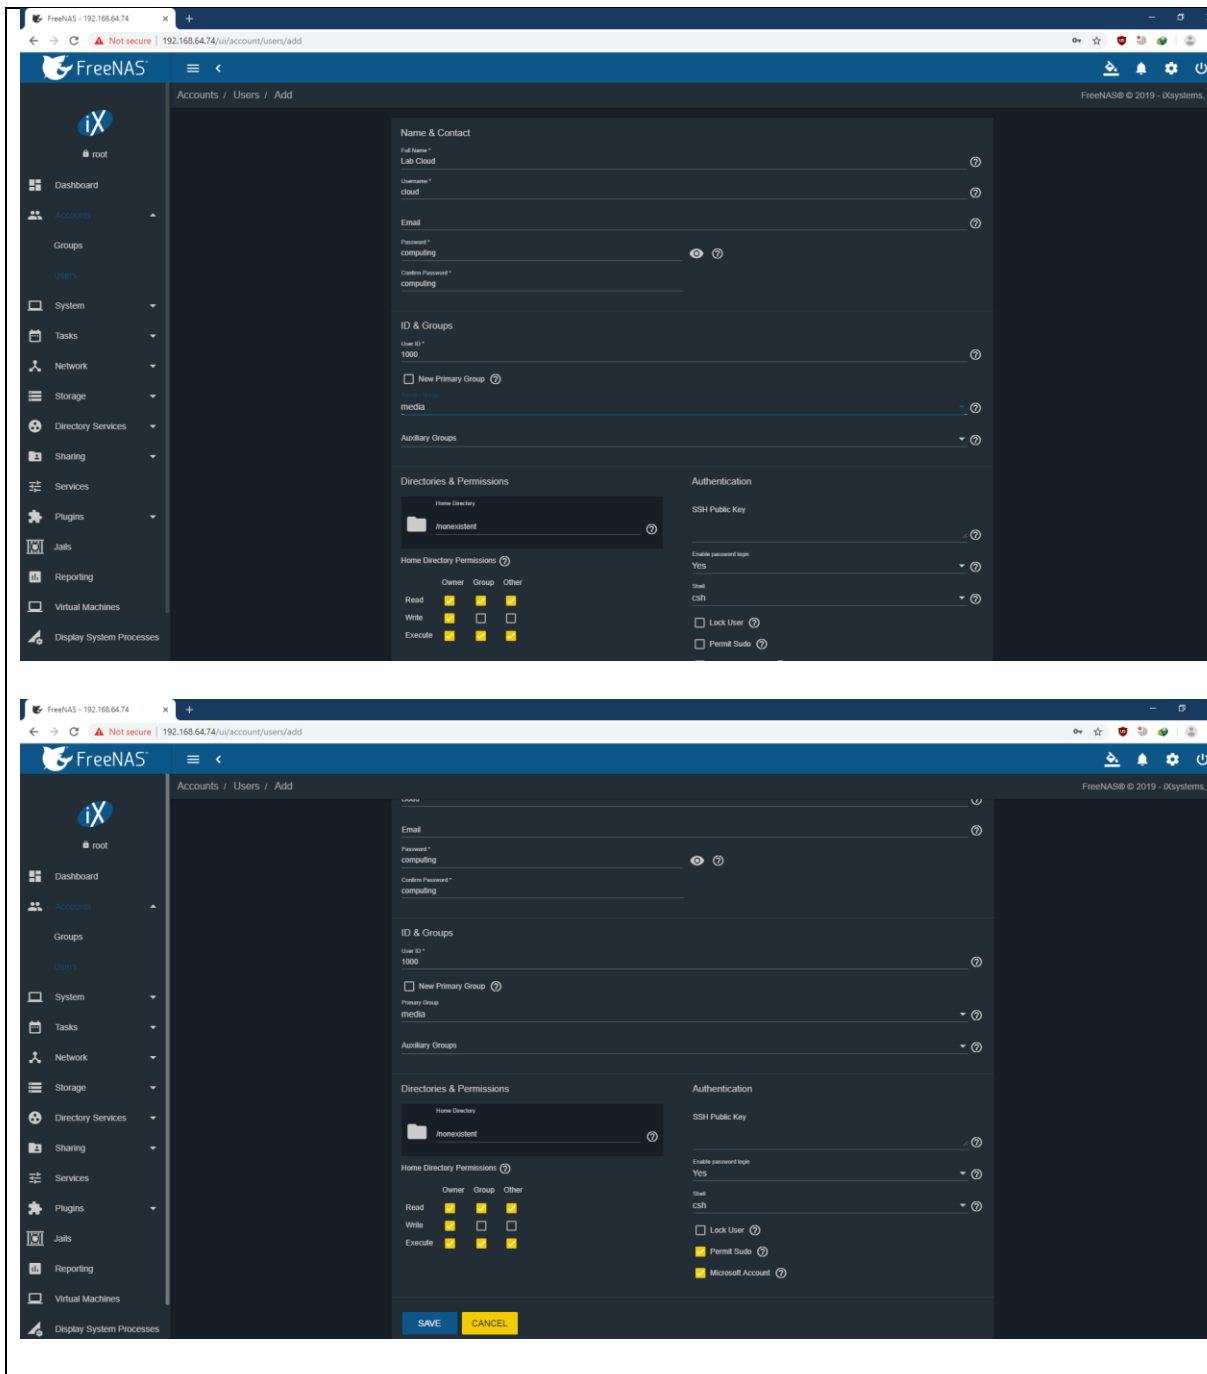 FreeNAS - 192.168.64.74
Not secure | 192.168.64.74/ui/account/users/add
FreeNAS
Accounts / Users / Add
FreeNAS® © 2019 - iXsystems,
iX
root
Dashboard
Accounts
Groups
Users
System
Tasks
Network
Storage
Directory Services
Sharing
Services
Plugins
Jails
Reporting
Virtual Machines
Display System Processes
Name & Contact
Full Name *
Lab Cloud
Username *
cloud
Email
Password *
computing
Confirm Password *
computing
ID & Groups
User ID *
1000
New Primary Group
Primary Group
media
Auxiliary Groups
Directories & Permissions
Home Directory
/nonexistent
Home Directory Permissions
Owner Group Other
Read
Write
Execute
Authentication
SSH Public Key
Enable password login
Yes
Shell
csh
Lock User
Permit Sudo
FreeNAS - 192.168.64.74
Not secure | 192.168.64.74/ui/account/users/add
FreeNAS
Accounts / Users / Add
FreeNAS® © 2019 - iXsystems,
iX
root
Dashboard
Accounts
Groups
Users
System
Tasks
Network
Storage
Directory Services
Sharing
Services
Plugins
Jails
Reporting
Virtual Machines
Display System Processes
cloud
Email
Password *
computing
Confirm Password *
computing
ID & Groups
User ID *
1000
New Primary Group
Primary Group
media
Auxiliary Groups
Directories & Permissions
Home Directory
/nonexistent
Home Directory Permissions
Owner Group Other
Read
Write
Execute
Authentication
SSH Public Key
Enable password login
Yes
Shell
csh
Lock User
Permit Sudo
Microsoft Account
SAVE
CANCEL